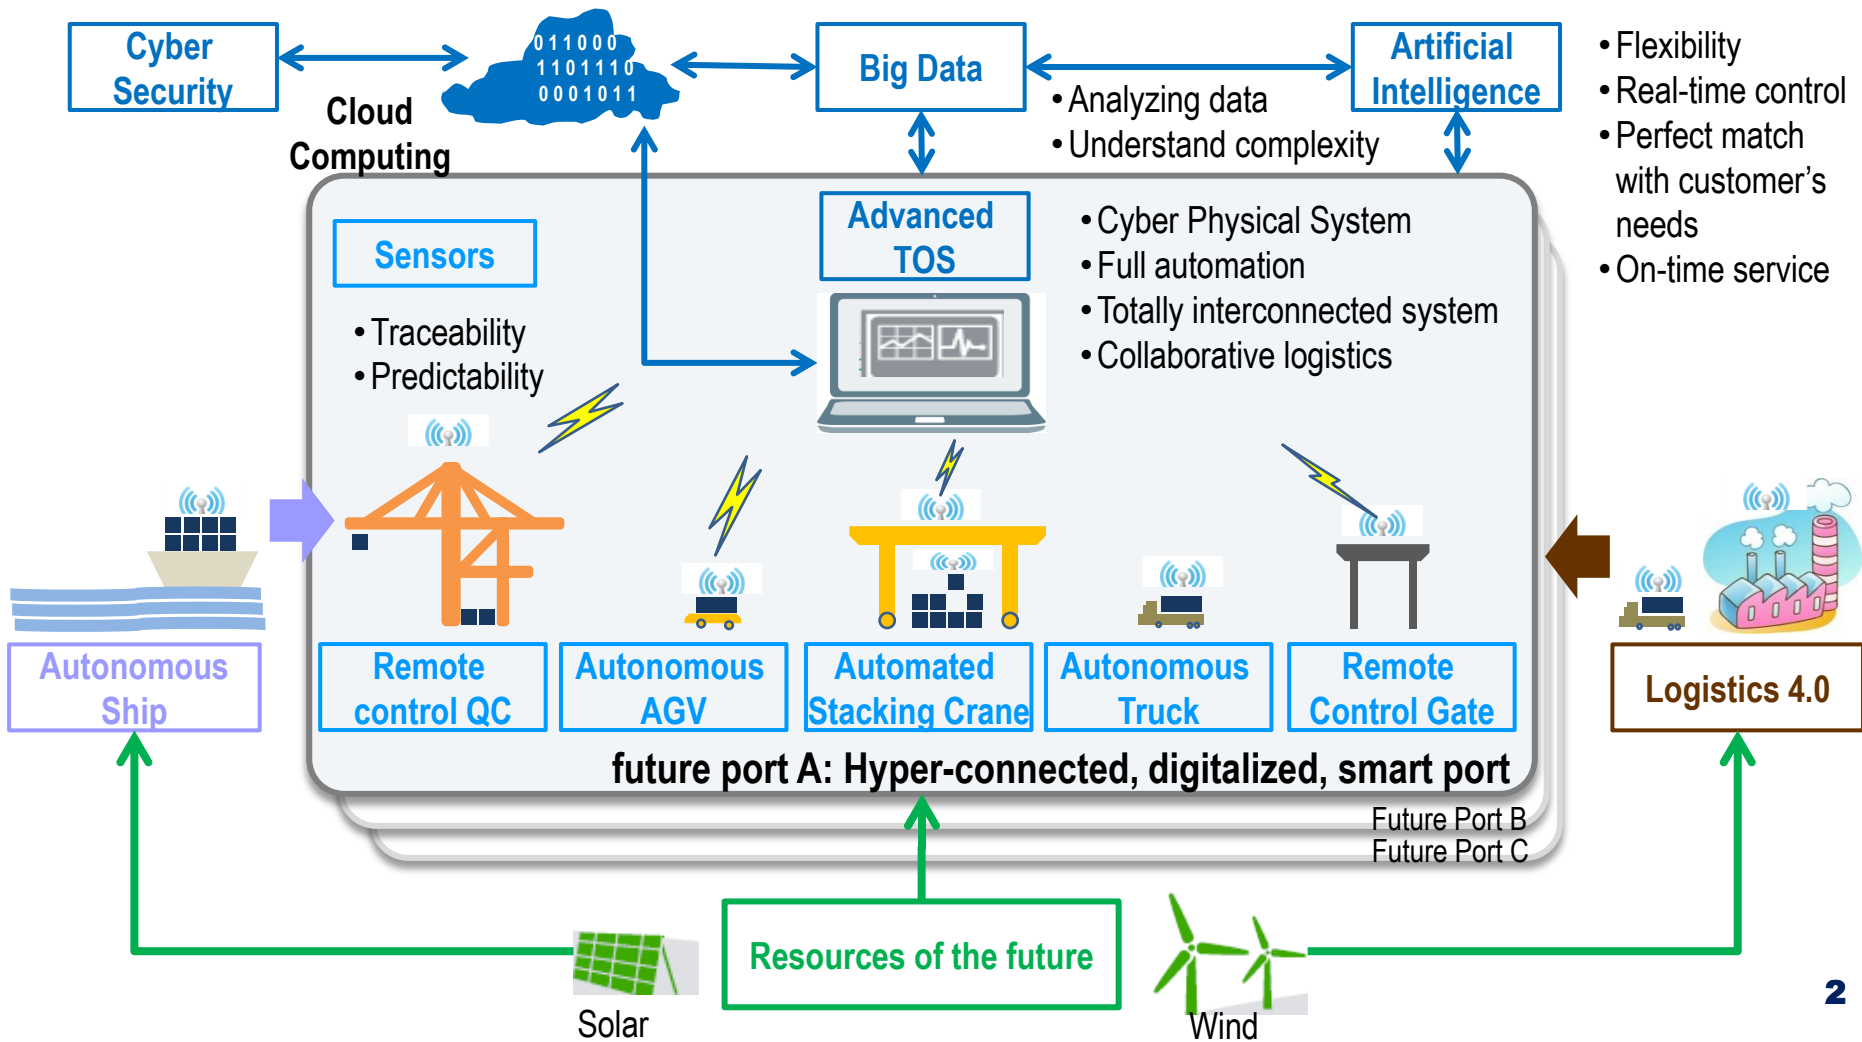 Cyber
Security
011000
1101110
0001011
Cloud
Computing
Big Data
• Analyzing data
• Understand complexity
Artificial
Intelligence
• Flexibility
• Real-time control
• Perfect match
with customer's
needs
• On-time service
Sensors
• Traceability
• Predictability
Advanced
TOS
• Cyber Physical System
• Full automation
• Totally interconnected system
• Collaborative logistics
Autonomous
Ship
Remote
control QC
Autonomous
AGV
Automated
Stacking Crane
Autonomous
Truck
Remote
Control Gate
Logistics 4.0
future port A: Hyper-connected, digitalized, smart port
Future Port B
Future Port C
Resources of the future
Solar
Wind
2